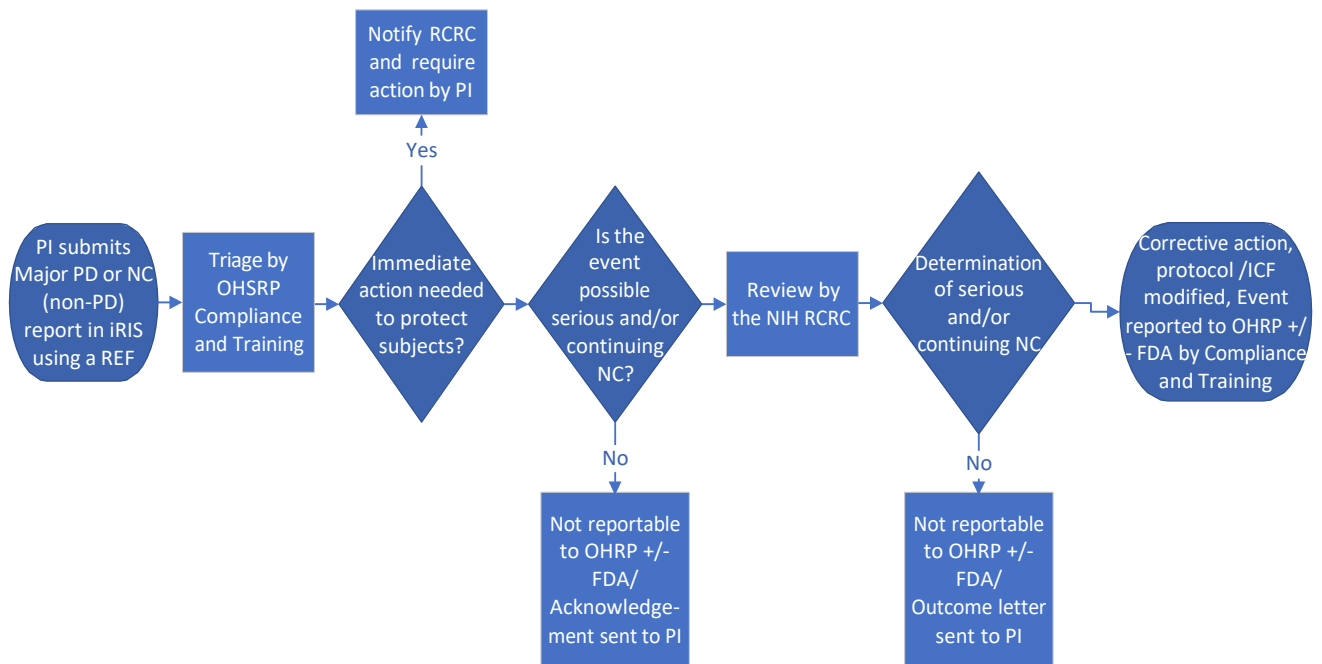 Notify RCRC
and require
action by PI
Yes
PI submits
Major PD or NC
(non-PD)
report in iRIS
using a REF
Triage by
OHSRP
Compliance
and Training
Immediate
action needed
to protect
subjects?
Is the
event
possible
serious and/or
continuing
NC?
Review by
the NIH RCRC
Determination
of serious
and/or
continuing NC
Corrective action,
protocol /ICF
modified, Event
reported to OHRP +/
- FDA by Compliance
and Training
No
Not reportable
to OHRP +/-
FDA/
Acknowledge-
ment sent to PI
No
Not reportable
to OHRP +/-
FDA/
Outcome letter
sent to PI